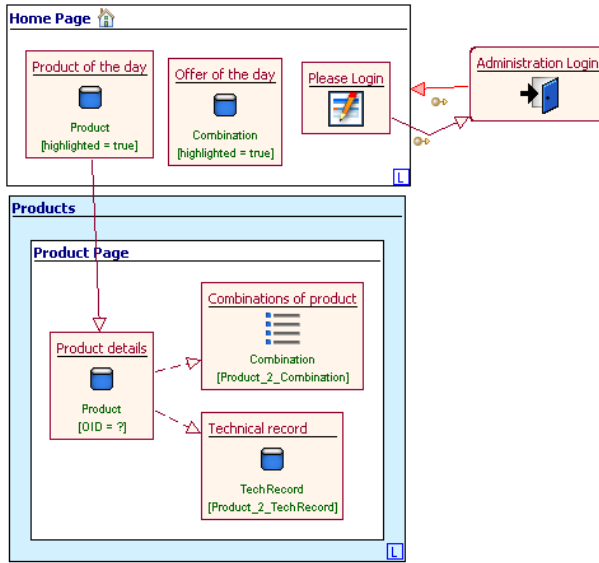 Home Page
Product of the day
Product
[highlighted = true]
Offer of the day
Combination
[highlighted = true]
Please Login
Administration Login
L
Products
Product Page
Product details
Product
[OID = ?]
Combinations of product
Combination
[Product_2_Combination]
Technical record
TechRecord
[Product_2_TechRecord]
L